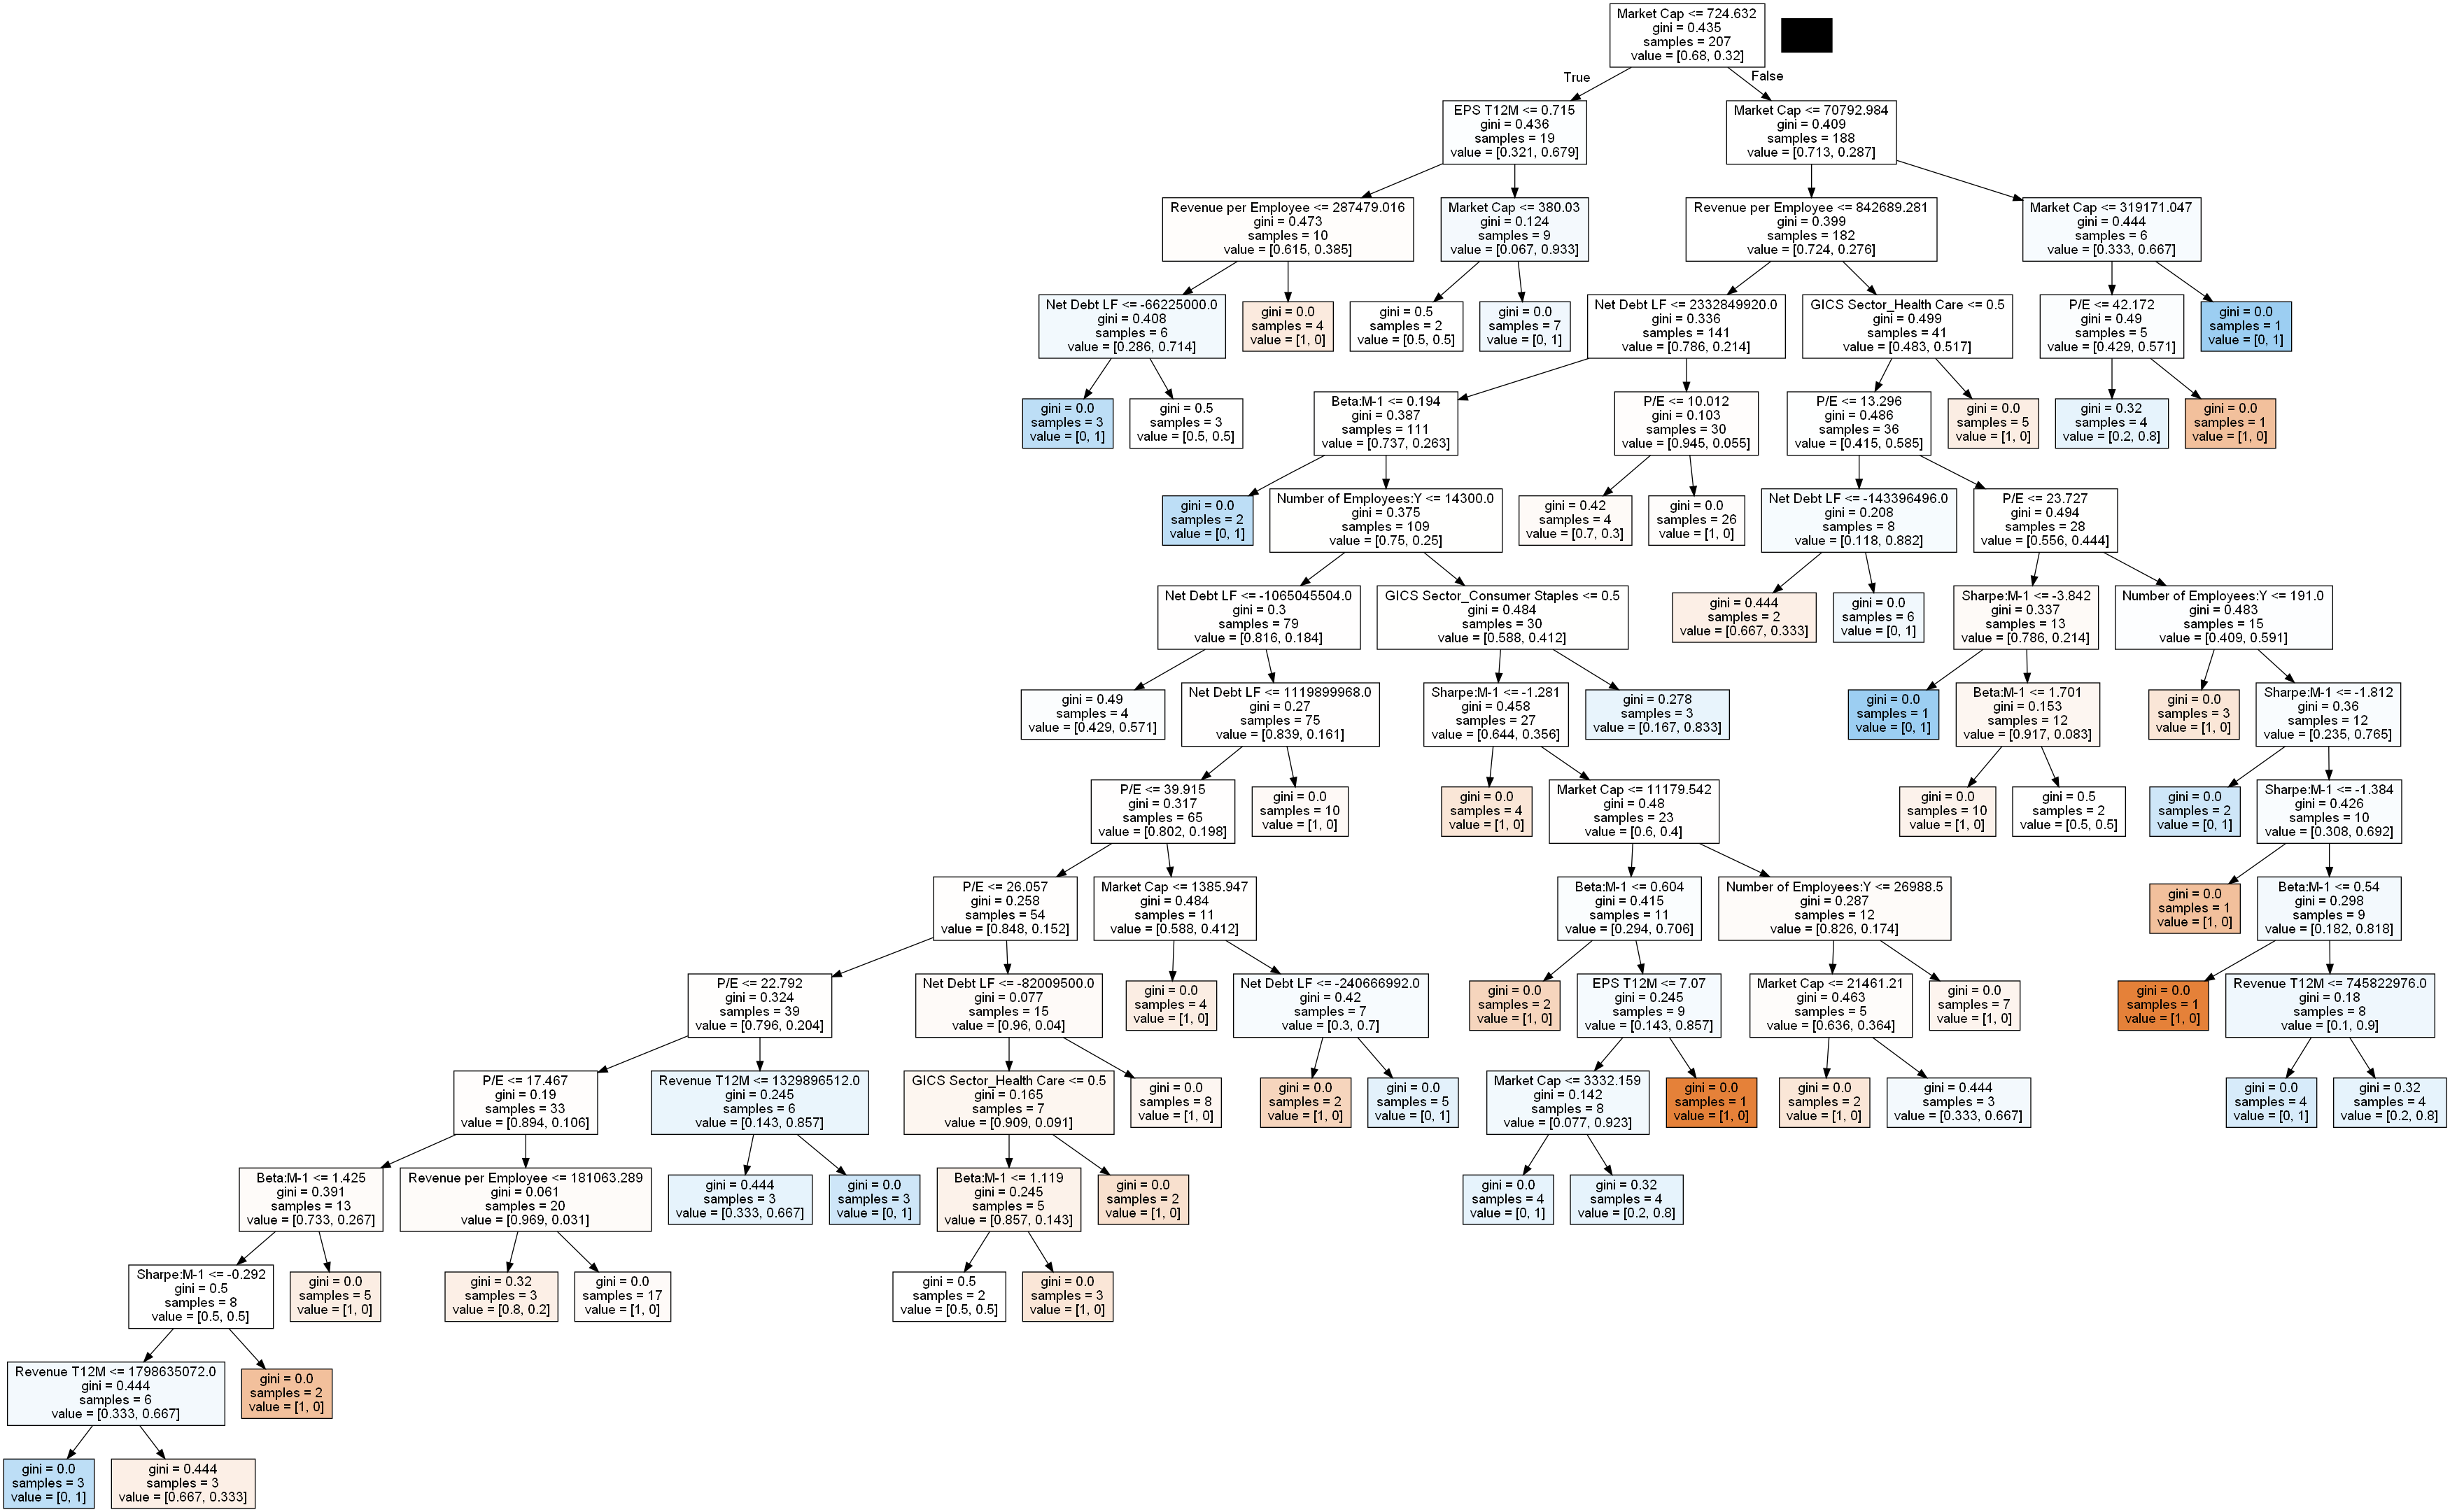 Market Cap <= 724.632
gini = 0.435
samples = 207
value = [0.68, 0.32]
True
False
EPS T12M <= 0.715
gini = 0.436
samples = 19
value = [0.321, 0.679]
Market Cap <= 70792.984
gini = 0.409
samples = 188
value = [0.713, 0.287]
Revenue per Employee <= 287479.016
gini = 0.473
samples = 10
value = [0.615, 0.385]
Market Cap <= 380.03
gini = 0.124
samples = 9
value = [0.067, 0.933]
Revenue per Employee <= 842689.281
gini = 0.399
samples = 182
value = [0.724, 0.276]
Market Cap <= 319171.047
gini = 0.444
samples = 6
value = [0.333, 0.667]
Net Debt LF <= -66225000.0
gini = 0.408
samples = 6
value = [0.286, 0.714]
gini = 0.0
samples = 4
value = [1, 0]
gini = 0.5
samples = 2
value = [0.5, 0.5]
gini = 0.0
samples = 7
value = [0, 1]
Net Debt LF <= 2332849920.0
gini = 0.336
samples = 141
value = [0.786, 0.214]
GICS Sector_Health Care <= 0.5
gini = 0.499
samples = 41
value = [0.483, 0.517]
P/E <= 42.172
gini = 0.49
samples = 5
value = [0.429, 0.571]
gini = 0.0
samples = 1
value = [0, 1]
gini = 0.0
samples = 3
value = [0, 1]
gini = 0.5
samples = 3
value = [0.5, 0.5]
Beta:M-1 <= 0.194
gini = 0.387
samples = 111
value = [0.737, 0.263]
P/E <= 10.012
gini = 0.103
samples = 30
value = [0.945, 0.055]
P/E <= 13.296
gini = 0.486
samples = 36
value = [0.415, 0.585]
gini = 0.0
samples = 5
value = [1, 0]
gini = 0.32
samples = 4
value = [0.2, 0.8]
gini = 0.0
samples = 1
value = [1, 0]
gini = 0.0
samples = 2
value = [0, 1]
Number of Employees:Y <= 14300.0
gini = 0.375
samples = 109
value = [0.75, 0.25]
gini = 0.42
samples = 4
value = [0.7, 0.3]
gini = 0.0
samples = 26
value = [1, 0]
Net Debt LF <= -143396496.0
gini = 0.208
samples = 8
value = [0.118, 0.882]
P/E <= 23.727
gini = 0.494
samples = 28
value = [0.556, 0.444]
Net Debt LF <= -1065045504.0
gini = 0.3
samples = 79
value = [0.816, 0.184]
GICS Sector_Consumer Staples <= 0.5
gini = 0.484
samples = 30
value = [0.588, 0.412]
gini = 0.444
samples = 2
value = [0.667, 0.333]
gini = 0.0
samples = 6
value = [0, 1]
Sharpe:M-1 <= -3.842
gini = 0.337
samples = 13
value = [0.786, 0.214]
Number of Employees:Y <= 191.0
gini = 0.483
samples = 15
value = [0.409, 0.591]
gini = 0.49
samples = 4
value = [0.429, 0.571]
Net Debt LF <= 1119899968.0
gini = 0.27
samples = 75
value = [0.839, 0.161]
Sharpe:M-1 <= -1.281
gini = 0.458
samples = 27
value = [0.644, 0.356]
gini = 0.278
samples = 3
value = [0.167, 0.833]
gini = 0.0
samples = 1
value = [0, 1]
Beta:M-1 <= 1.701
gini = 0.153
samples = 12
value = [0.917, 0.083]
gini = 0.0
samples = 3
value = [1, 0]
Sharpe:M-1 <= -1.812
gini = 0.36
samples = 12
value = [0.235, 0.765]
P/E <= 39.915
gini = 0.317
samples = 65
value = [0.802, 0.198]
gini = 0.0
samples = 10
value = [1, 0]
gini = 0.0
samples = 4
value = [1, 0]
Market Cap <= 11179.542
gini = 0.48
samples = 23
value = [0.6, 0.4]
gini = 0.0
samples = 10
value = [1, 0]
gini = 0.5
samples = 2
value = [0.5, 0.5]
gini = 0.0
samples = 2
value = [0, 1]
Sharpe:M-1 <= -1.384
gini = 0.426
samples = 10
value = [0.308, 0.692]
P/E <= 26.057
gini = 0.258
samples = 54
value = [0.848, 0.152]
Market Cap <= 1385.947
gini = 0.484
samples = 11
value = [0.588, 0.412]
Beta:M-1 <= 0.604
gini = 0.415
samples = 11
value = [0.294, 0.706]
Number of Employees:Y <= 26988.5
gini = 0.287
samples = 12
value = [0.826, 0.174]
gini = 0.0
samples = 1
value = [1, 0]
Beta:M-1 <= 0.54
gini = 0.298
samples = 9
value = [0.182, 0.818]
P/E <= 22.792
gini = 0.324
samples = 39
value = [0.796, 0.204]
Net Debt LF <= -82009500.0
gini = 0.077
samples = 15
value = [0.96, 0.04]
gini = 0.0
samples = 4
value = [1, 0]
Net Debt LF <= -240666992.0
gini = 0.42
samples = 7
value = [0.3, 0.7]
gini = 0.0
samples = 2
value = [1, 0]
EPS T12M <= 7.07
gini = 0.245
samples = 9
value = [0.143, 0.857]
Market Cap <= 21461.21
gini = 0.463
samples = 5
value = [0.636, 0.364]
gini = 0.0
samples = 7
value = [1, 0]
gini = 0.0
samples = 1
value = [1, 0]
Revenue T12M <= 745822976.0
gini = 0.18
samples = 8
value = [0.1, 0.9]
P/E <= 17.467
gini = 0.19
samples = 33
value = [0.894, 0.106]
Revenue T12M <= 1329896512.0
gini = 0.245
samples = 6
value = [0.143, 0.857]
GICS Sector_Health Care <= 0.5
gini = 0.165
samples = 7
value = [0.909, 0.091]
gini = 0.0
samples = 8
value = [1, 0]
gini = 0.0
samples = 2
value = [1, 0]
gini = 0.0
samples = 5
value = [0, 1]
Market Cap <= 3332.159
gini = 0.142
samples = 8
value = [0.077, 0.923]
gini = 0.0
samples = 1
value = [1, 0]
gini = 0.0
samples = 2
value = [1, 0]
gini = 0.444
samples = 3
value = [0.333, 0.667]
gini = 0.0
samples = 4
value = [0, 1]
gini = 0.32
samples = 4
value = [0.2, 0.8]
Beta:M-1 <= 1.425
gini = 0.391
samples = 13
value = [0.733, 0.267]
Revenue per Employee <= 181063.289
gini = 0.061
samples = 20
value = [0.969, 0.031]
gini = 0.444
samples = 3
value = [0.333, 0.667]
gini = 0.0
samples = 3
value = [0, 1]
Beta:M-1 <= 1.119
gini = 0.245
samples = 5
value = [0.857, 0.143]
gini = 0.0
samples = 2
value = [1, 0]
gini = 0.0
samples = 4
value = [0, 1]
gini = 0.32
samples = 4
value = [0.2, 0.8]
Sharpe:M-1 <= -0.292
gini = 0.5
samples = 8
value = [0.5, 0.5]
gini = 0.0
samples = 5
value = [1, 0]
gini = 0.32
samples = 3
value = [0.8, 0.2]
gini = 0.0
samples = 17
value = [1, 0]
gini = 0.5
samples = 2
value = [0.5, 0.5]
gini = 0.0
samples = 3
value = [1, 0]
Revenue T12M <= 1798635072.0
gini = 0.444
samples = 6
value = [0.333, 0.667]
gini = 0.0
samples = 2
value = [1, 0]
gini = 0.0
samples = 3
value = [0, 1]
gini = 0.444
samples = 3
value = [0.667, 0.333]